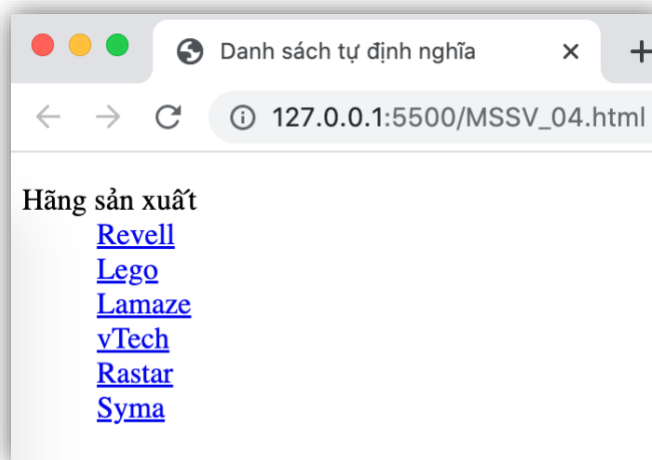 Danh sách tự định nghĩa
127.0.0.1:5500/MSSV_04.html
Hãng sản xuất
Revell
Lego
Lamaze
vTech
Rastar
Syma